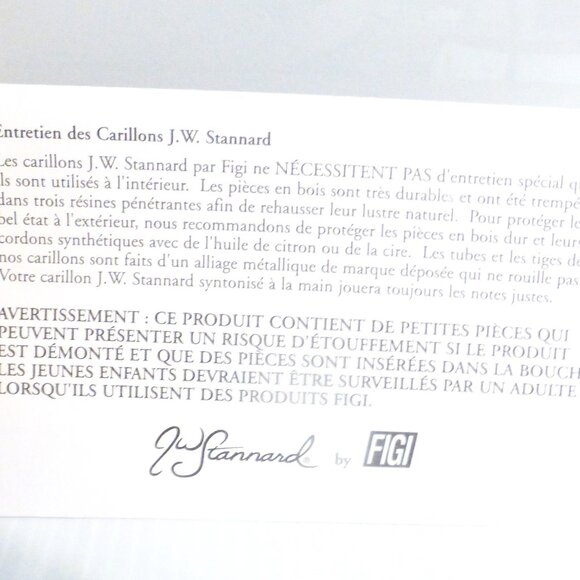 Entretien des Carillons J.W. Stannard
Les carillons J.W. Stannard par Figi ne NÉCESSITENT PAS d'entretien spécial
ils sont utilisés à l'intérieur. Les pièces en bois sont très durables et ont été
dans trois résines pénétrantes afin de rehausser leur lustre naturel. Pour protéger
bel état à l'extérieur, nous recommandons de protéger les pièces en bois dur et leurs
cordons synthétiques avec de l'huile de citron ou de la cire. Les tubes et les tiges de
nos carillons sont faits d'un alliage métallique de marque déposée qui ne rouille pas
Votre carillon J.W. Stannard syntonisé à la main jouera toujours les notes justes.
AVERTISSEMENT : CE PRODUIT CONTIENT DE PETITES PIÈCES QUI
PEUVENT PRÉSENTER UN RISQUE D'ÉTOUFFEMENT SI LE PRODUIT
EST DÉMONTÉ ET QUE DES PIÈCES SONT INSÉRÉES DANS LA
LES JEUNES ENFANTS DEVRAIENT ÊTRE SURVEILLÉS PAR UN ADULTE
LORSQU'ILS UTILISENT DES PRODUITS FIGI.
JW Stannard® by FIGI